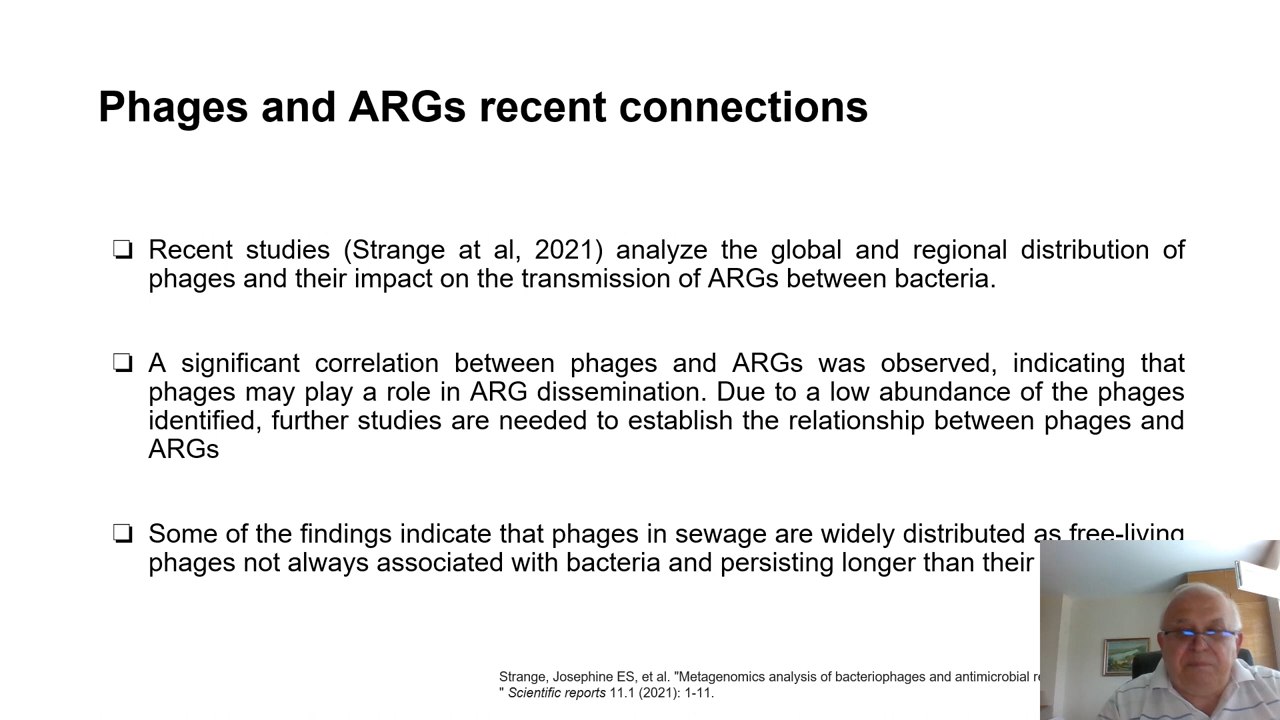 Phages and ARGs recent connections
Recent studies (Strange at al, 2021) analyze the global and regional distribution of
phages and their impact on the transmission of ARGs between bacteria.
A significant correlation between phages and ARGs was observed, indicating that
phages may play a role in ARG dissemination. Due to a low abundance of the phages
identified, further studies are needed to establish the relationship between phages and
ARGs
Some of the findings indicate that phages in sewage are widely distributed as free-living
phages not always associated with bacteria and persisting longer than their
Strange, Josephine ES, et al. "Metagenomics analysis of bacteriophages and antimicrobial
" Scientific reports 11.1 (2021): 1-11.